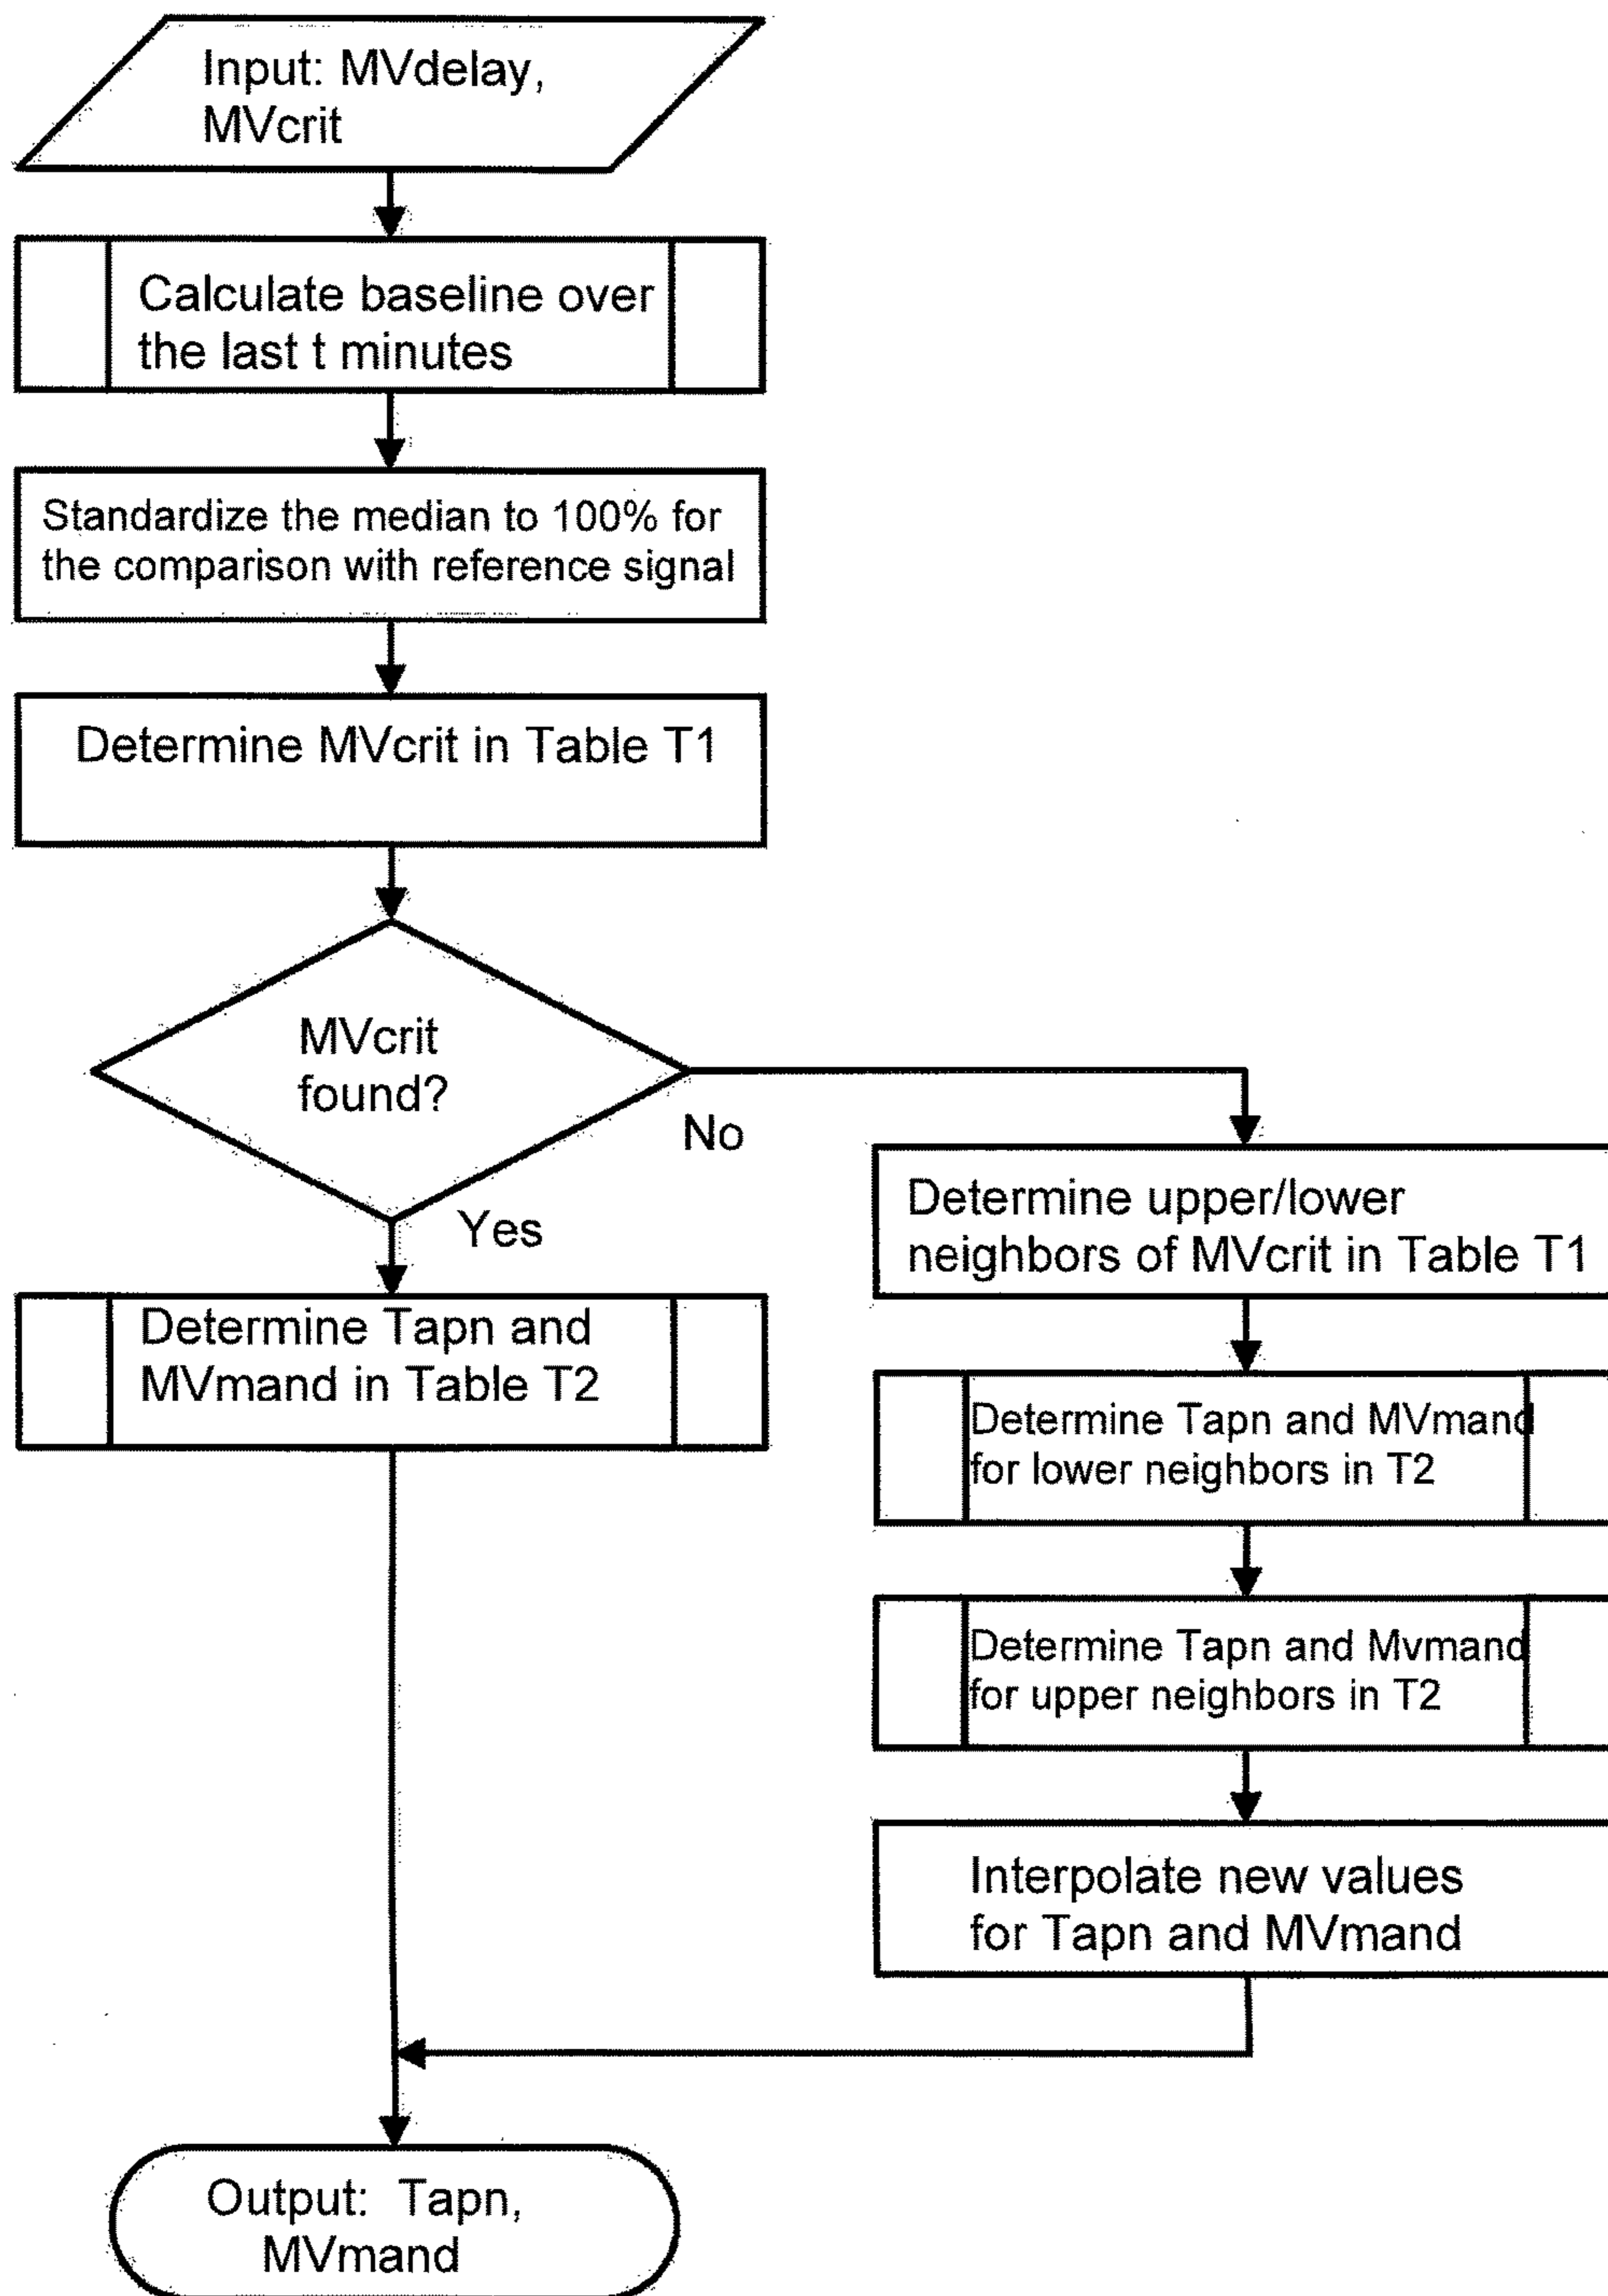 Input: MVdelay,
MVcrit
Calculate baseline over
the last t minutes
Standardize the median to 100% for
the comparison with reference signal
Determine MVcrit in Table T1
MVcrit
found?
No
Yes
Determine Tapn and
MVmand in Table T2
Determine upper/lower
neighbors of MVcrit in Table T1
Determine Tapn and MVmand
for lower neighbors in T2
Determine Tapn and Mvmand
for upper neighbors in T2
Interpolate new values
for Tapn and MVmand
Output: Tapn,
MVmand